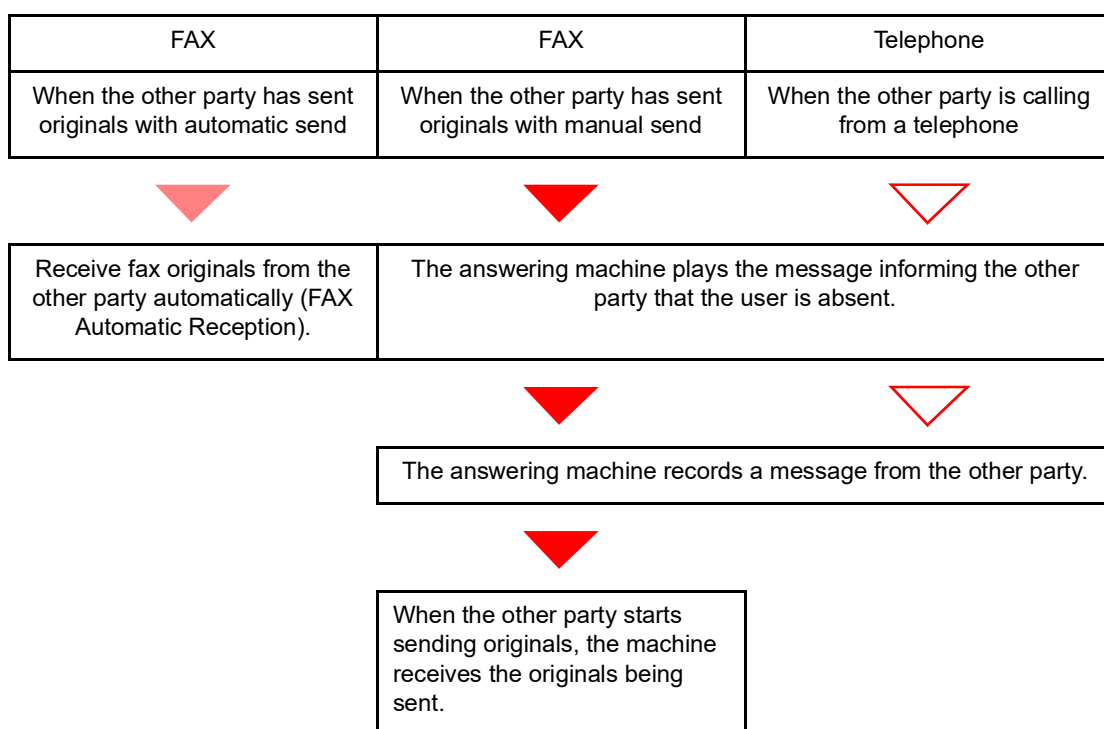 FAX
FAX
Telephone
When the other party has sent
originals with automatic send
When the other party has sent
originals with manual send
When the other party is calling
from a telephone
Receive fax originals from the
other party automatically (FAX
Automatic Reception).
The answering machine plays the message informing the other
party that the user is absent.
The answering machine records a message from the other party.
When the other party starts
sending originals, the machine
receives the originals being
sent.